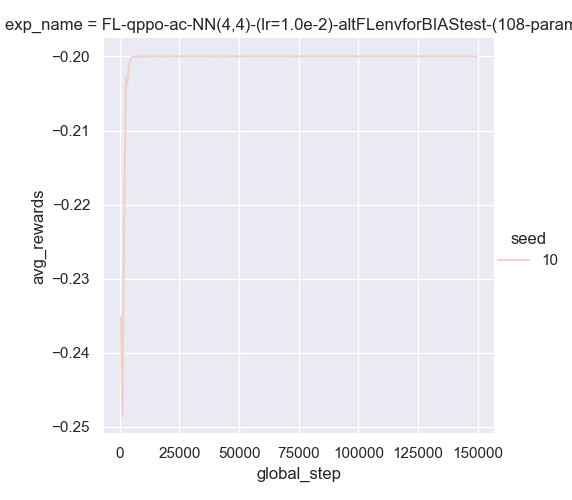 exp_name = FL-qppo-ac-NN(4,4)-(lr=1.0e-2)-altFLenvforBIAStest-(108-param
−0.20
−0.21
−0.22
−0.23
−0.24
−0.25
avg_rewards
0 25000 50000 75000 100000 125000 150000
global_step
seed
10